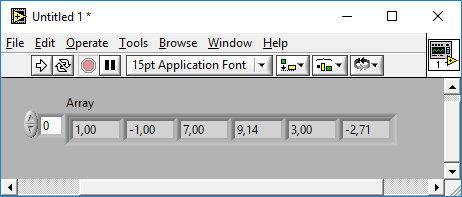 Untitled 1 *
File Edit Operate Tools Browse Window Help
15pt Application Font
1
Array
0 1,00 -1,00 7,00 9,14 3,00 -2,71